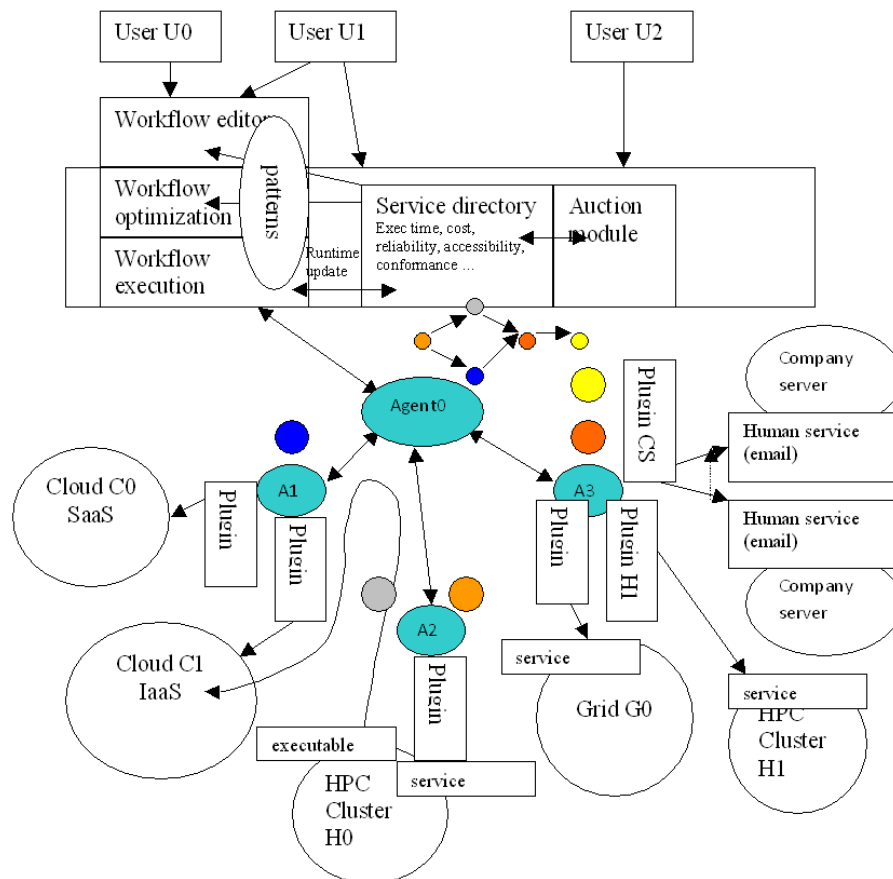 User U0
User U1
User U2
Workflow editor
patterns
Workflow
optimization
Service directory
Exec time, cost,
reliability, accessibility,
conformance ...
Auction
module
Workflow
execution
Runtime
update
Agent0
Company
server
Plugin CS
Human service
(email)
Cloud C0
SaaS
Plugin
A1
Plugin
A3
Plugin
Plugin H1
Human service
(email)
Company
server
A2
Plugin
Cloud C1
IaaS
service
Grid G0
service
HPC
Cluster
H1
executable
service
HPC
Cluster
H0